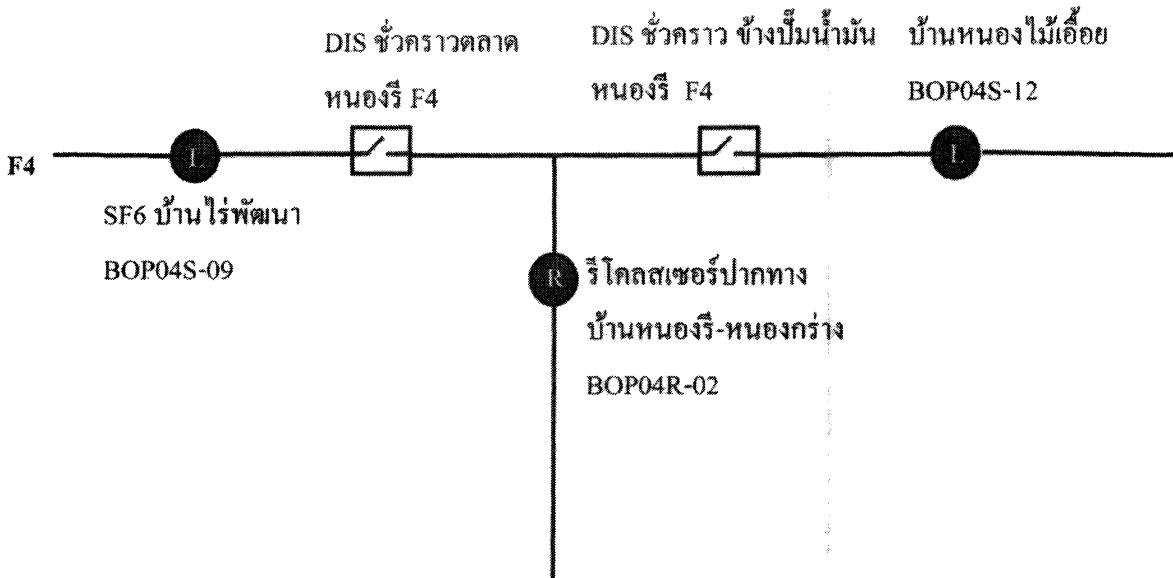 DIS ชั่วคราวตลาด
หนองรี F4
DIS ชั่วคราว ข้างปั๊มน้ำมัน
หนองรี F4
บ้านหนองไม้เอื้อย
BOP04S-12
F4
L
L
SF6 บ้านไร่พัฒนา
BOP04S-09
R
รีโคลสเซอร์ปากทาง
บ้านหนองรี-หนองกร่าง
BOP04R-02